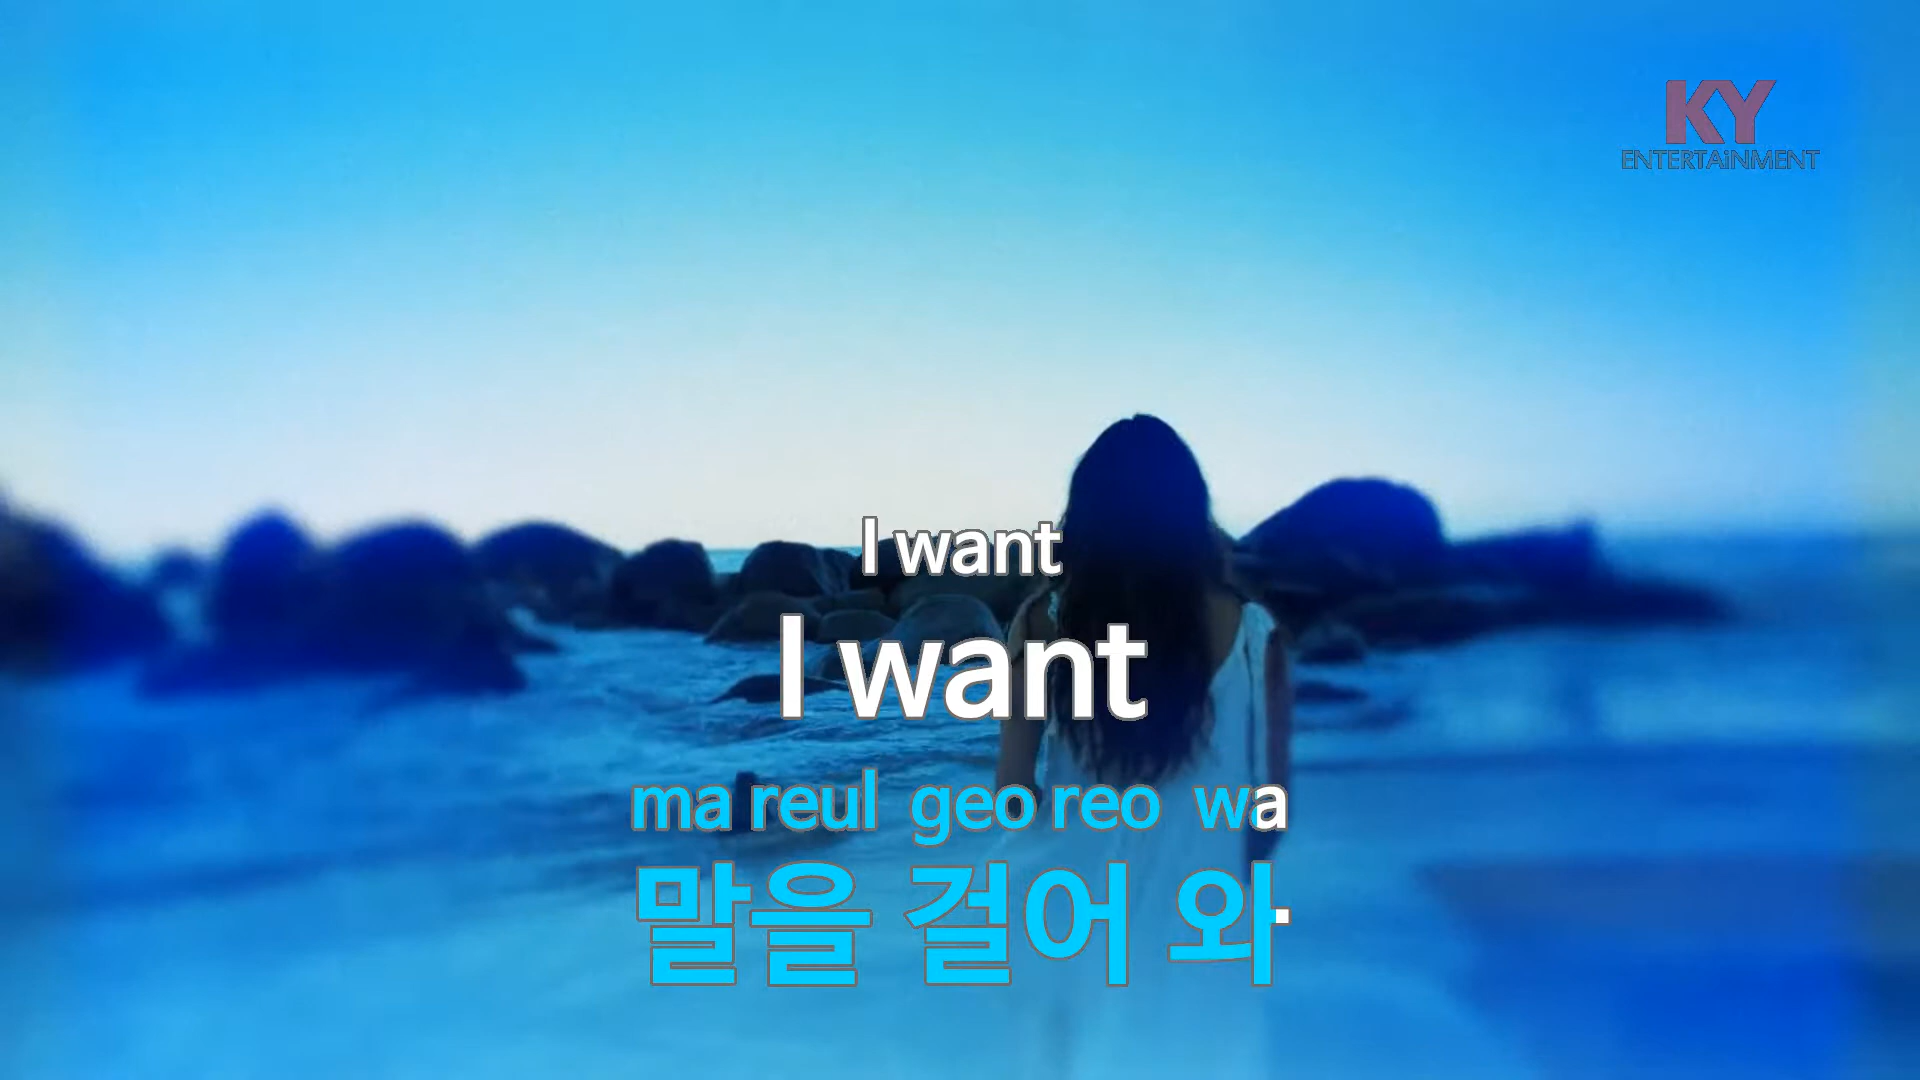 KY
ENTERTAiNMENT
I want
I want
ma reul geo reo wa
말을 걸어 와